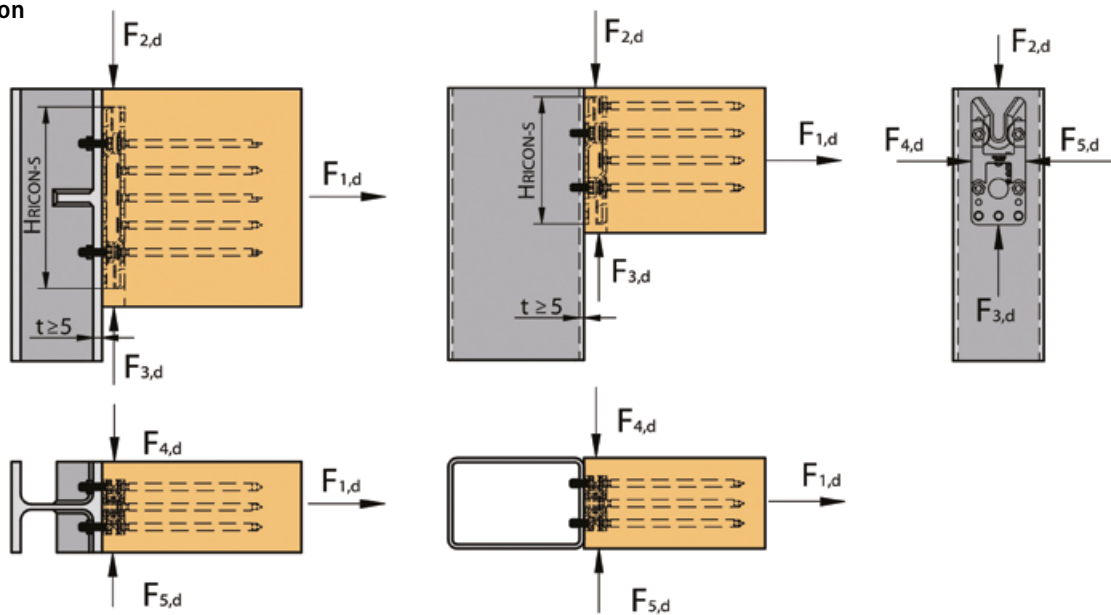 on
F2,d
F2,d
F2,d
HRICON-S
HRICON-S
F1,d
F1,d
F4,d
F5,d
F3,d
F3,d
t ≥5
t ≥5
F3,d
F4,d
F4,d
F1,d
F1,d
F5,d
F5,d